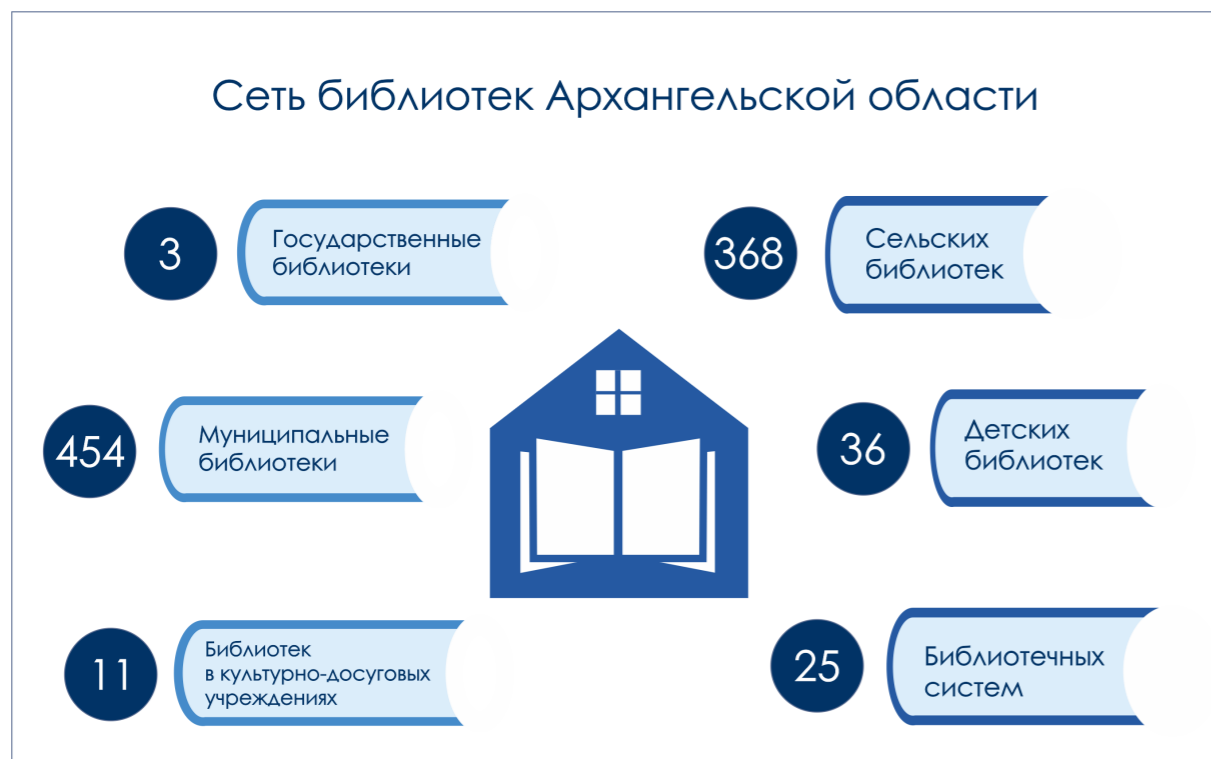 Сеть библиотек Архангельской области
3
Государственные
библиотеки
368
Сельских
библиотек
454
Муниципальные
библиотеки
36
Детских
библиотек
11
Библиотек
в культурно-досуговых
учреждениях
25
Библиотечных
систем